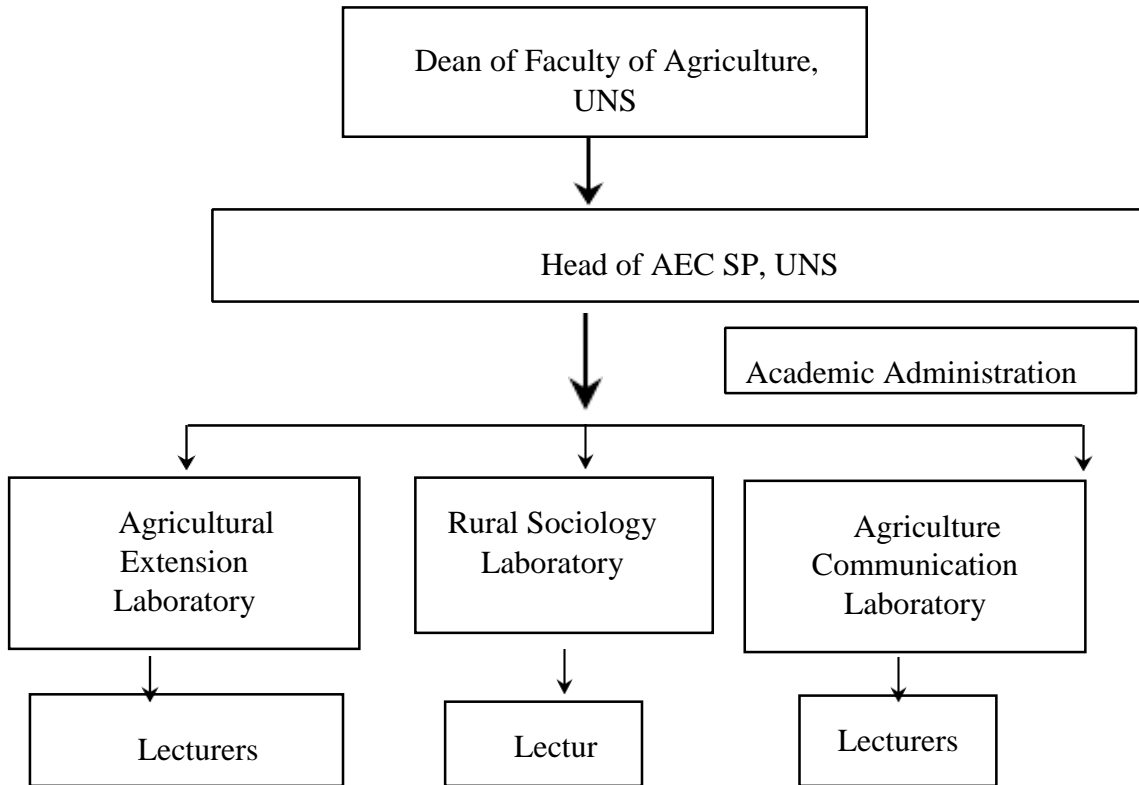 Dean of Faculty of Agriculture,
UNS
Head of AEC SP, UNS
Academic Administration
Agricultural
Extension
Laboratory
Rural Sociology
Laboratory
Agriculture
Communication
Laboratory
Lecturers
Lectur
Lecturers